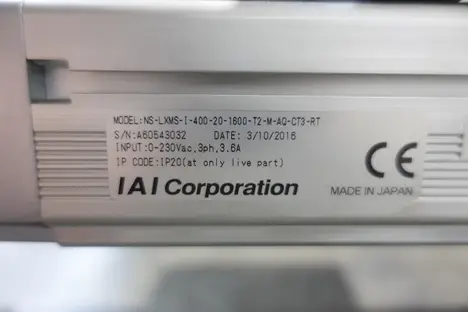 MODEL:NS-LXMS-I-400-20-1600-T2-M-AQ-CT3-RT
S/N:A60543032 DATE: 3/10/2016
INPUT:0-230Vac,3ph,3.6A
IP CODE:IP20(at only live part)
IAI Corporation
CE
MADE IN JAPAN